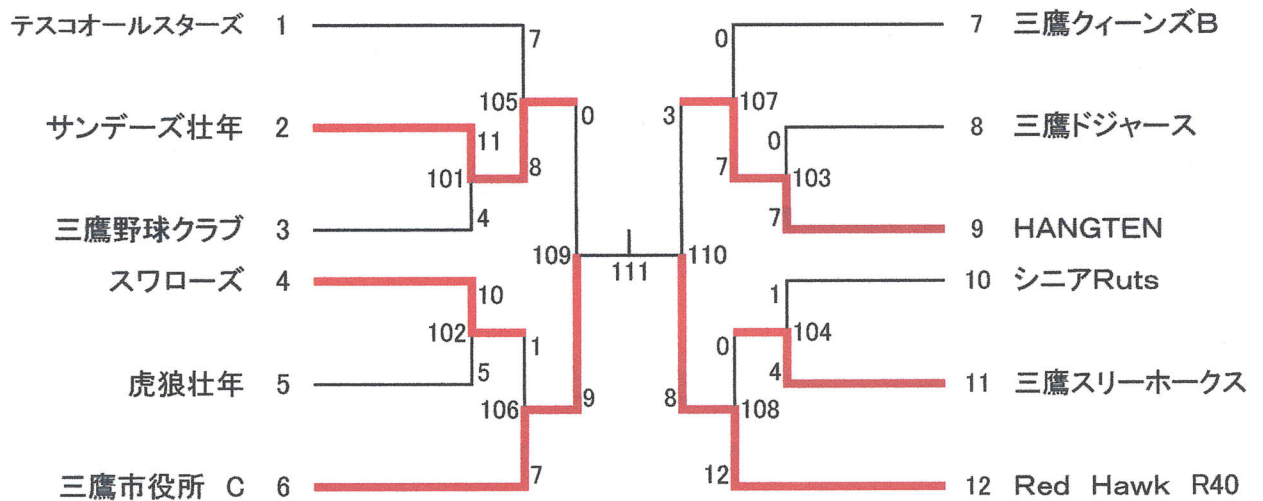 テスコオールスターズ 1 7 0 7 三鷹クィーンズB
105 0 3 107
サンデーズ壮年 2 11 0 8 三鷹ドジャース
101 8 7 103
三鷹野球クラブ 3 4 7 9 HANGTEN
109 111 110
スワローズ 4 10 1 10 シニアRuts
102 1 0 104
虎狼壮年 5 5 4 11 三鷹スリーホークス
106 9 8 108
三鷹市役所 C 6 7 12 12 Red Hawk R40